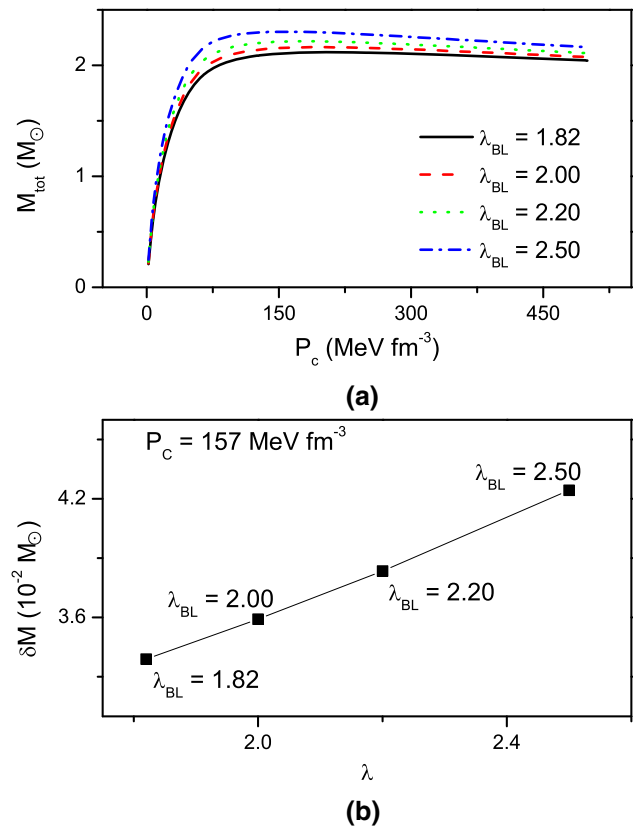 (a)
M_tot (M_⊙)
2
1
0
λ_BL = 1.82
λ_BL = 2.00
λ_BL = 2.20
λ_BL = 2.50
0 150 300 450
P_c (MeV fm^-3)
(a)
P_C = 157 MeV fm^-3
δM (10^-2 M_⊙)
4.2
3.6
λ_BL = 2.50
λ_BL = 2.00
λ_BL = 2.20
λ_BL = 1.82
2.0 2.4
λ
(b)